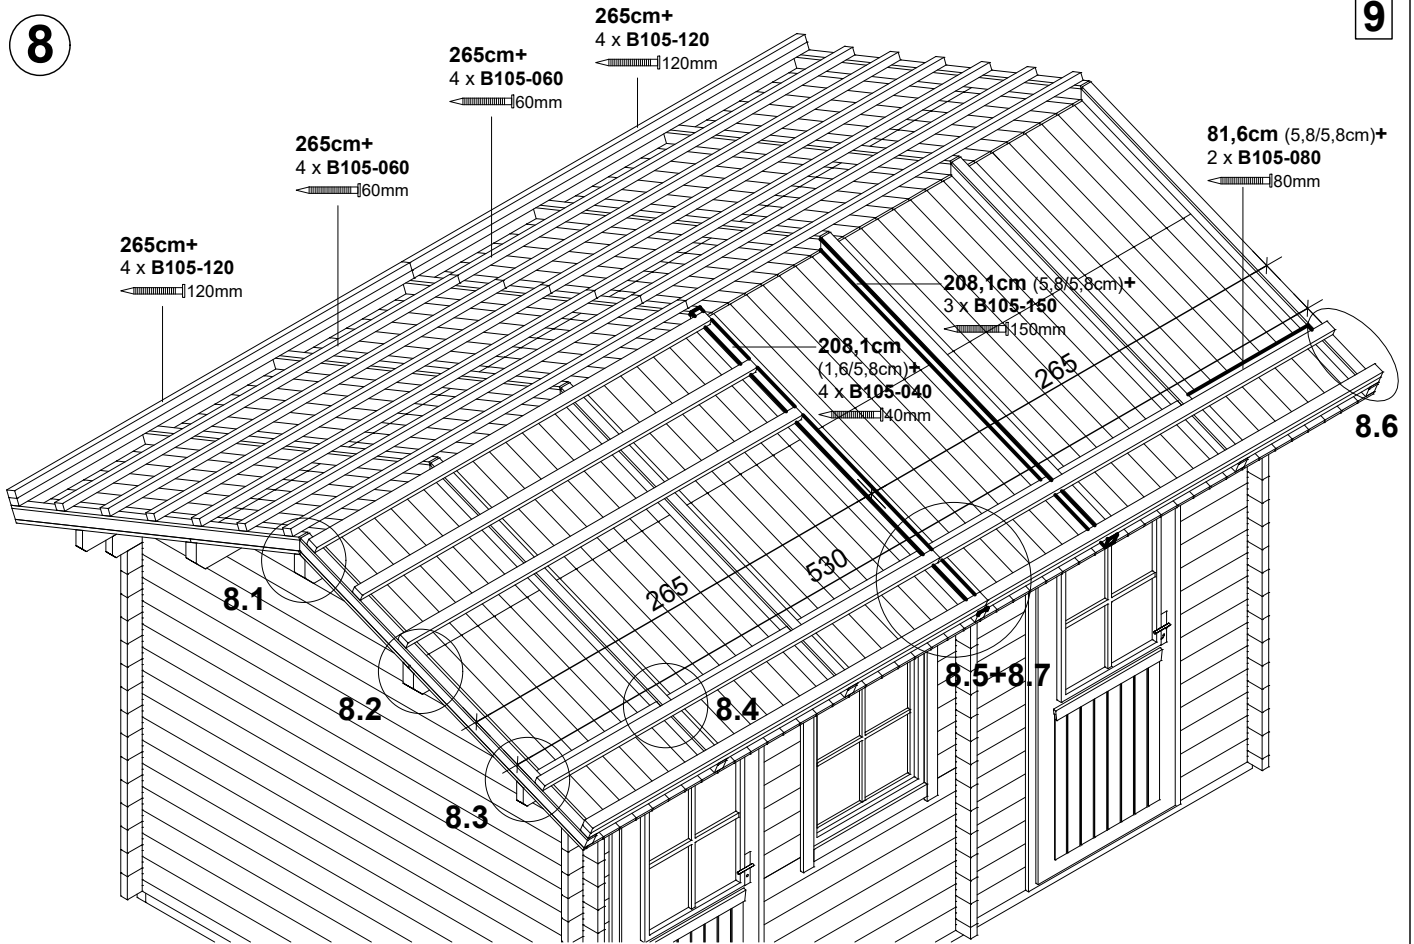 8
9
265cm+
4 x B105-120
120mm
265cm+
4 x B105-060
60mm
265cm+
4 x B105-060
60mm
265cm+
4 x B105-120
120mm
81,6cm (5,8/5,8cm)+
2 x B105-080
80mm
208,1cm (5,8/5,8cm)+
3 x B105-150
150mm
208,1cm
(1,6/5,8cm)+
4 x B105-040
40mm
265
8.6
265
530
8.1
8.2
8.4
8.5+8.7
8.3